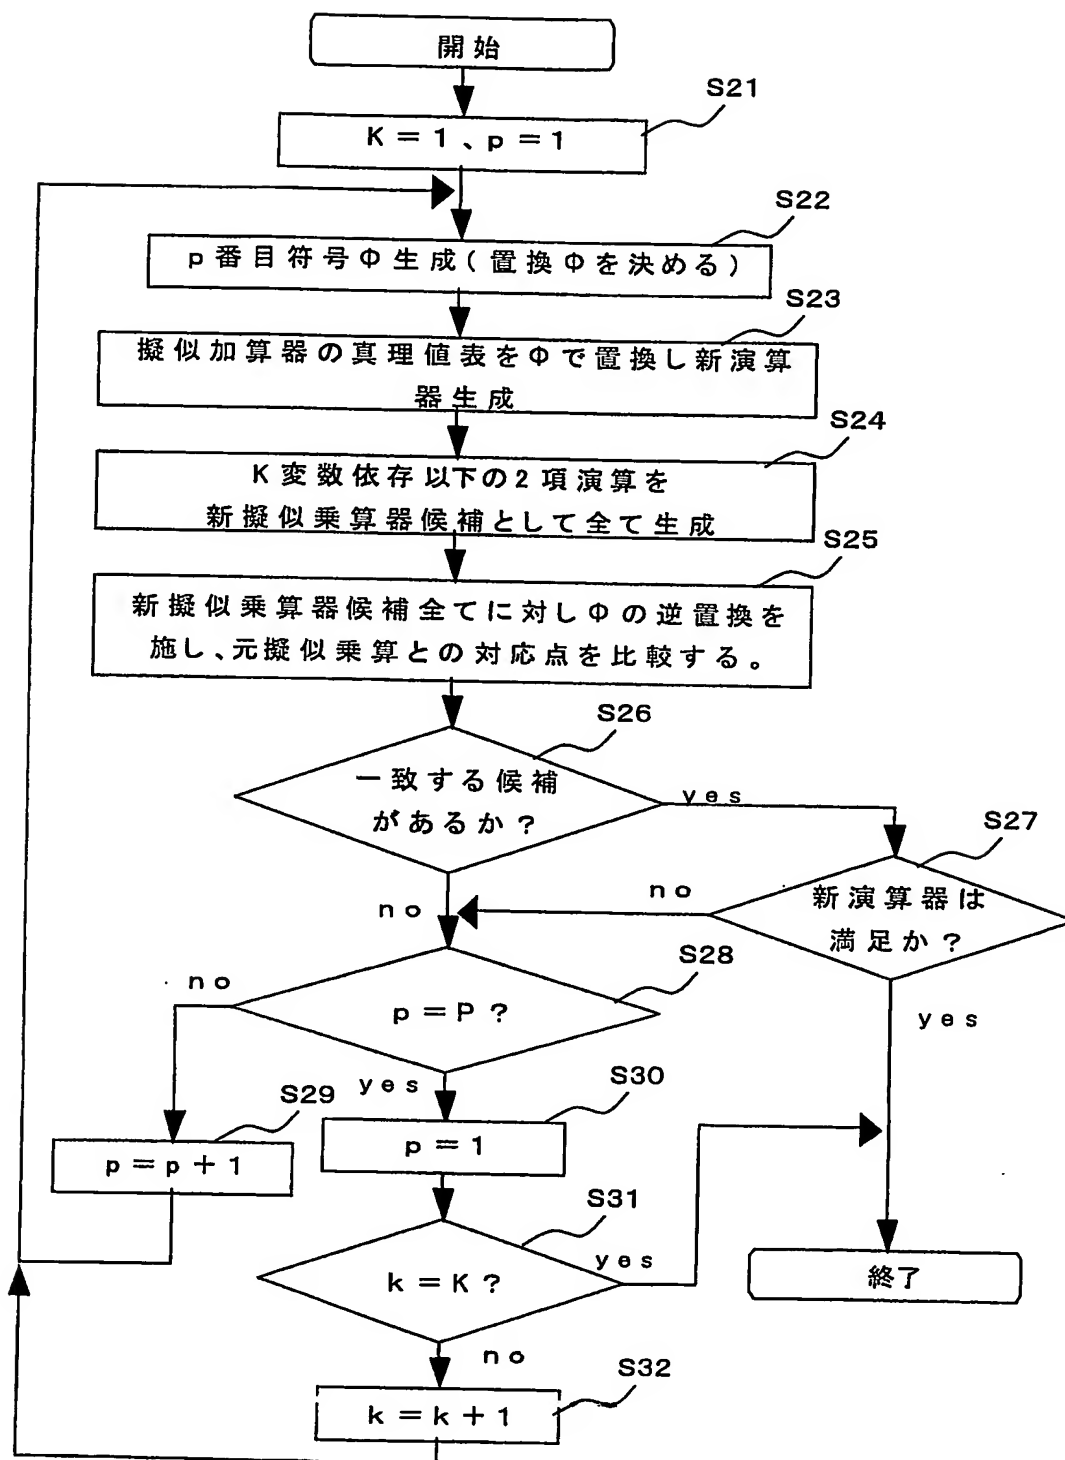 開始
S21
K=1、p=1
S22
p番目符号Φ生成(置換Φを決める)
S23
擬似加算器の真理値表をΦで置換し新演算
器生成
S24
K変数依存以下の2項演算を
新擬似乗算器候補として全て生成
S25
新擬似乗算器候補全てに対しΦの逆置換を
施し、元擬似乗算との対応点を比較する。
S26
一致する候補
があるか?
yes
S27
新演算器は
満足か?
no
no
yes
S28
p=P?
no
yes
S29
p=p+1
S30
p=1
S31
k=K?
yes
終了
no
S32
k=k+1